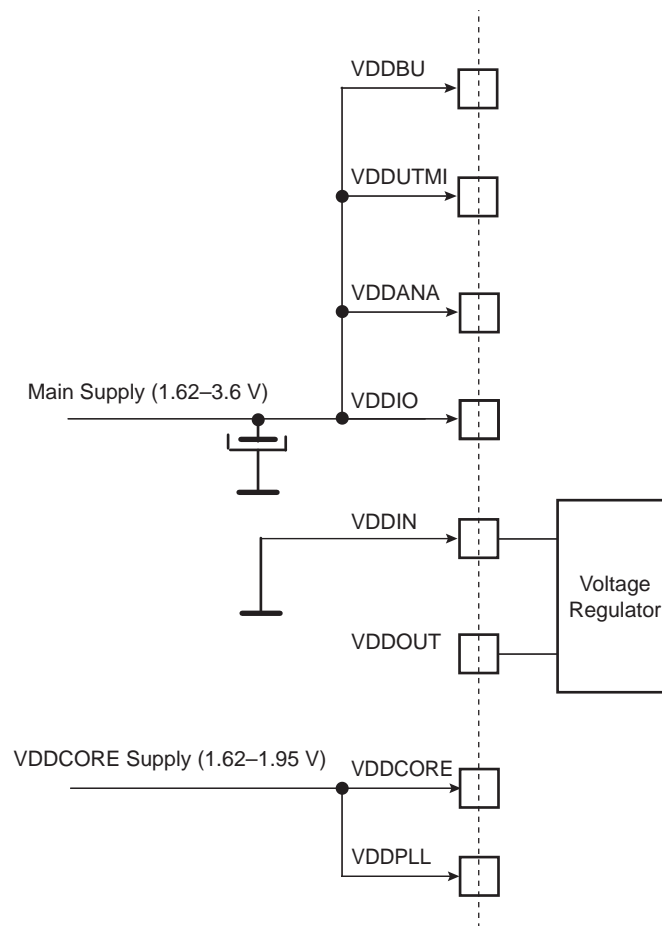 VDDBU
VDDUTMI
VDDANA
Main Supply (1.62–3.6 V)
VDDIO
VDDIN
Voltage
Regulator
VDDOUT
VDDCORE Supply (1.62–1.95 V)
VDDCORE
VDDPLL